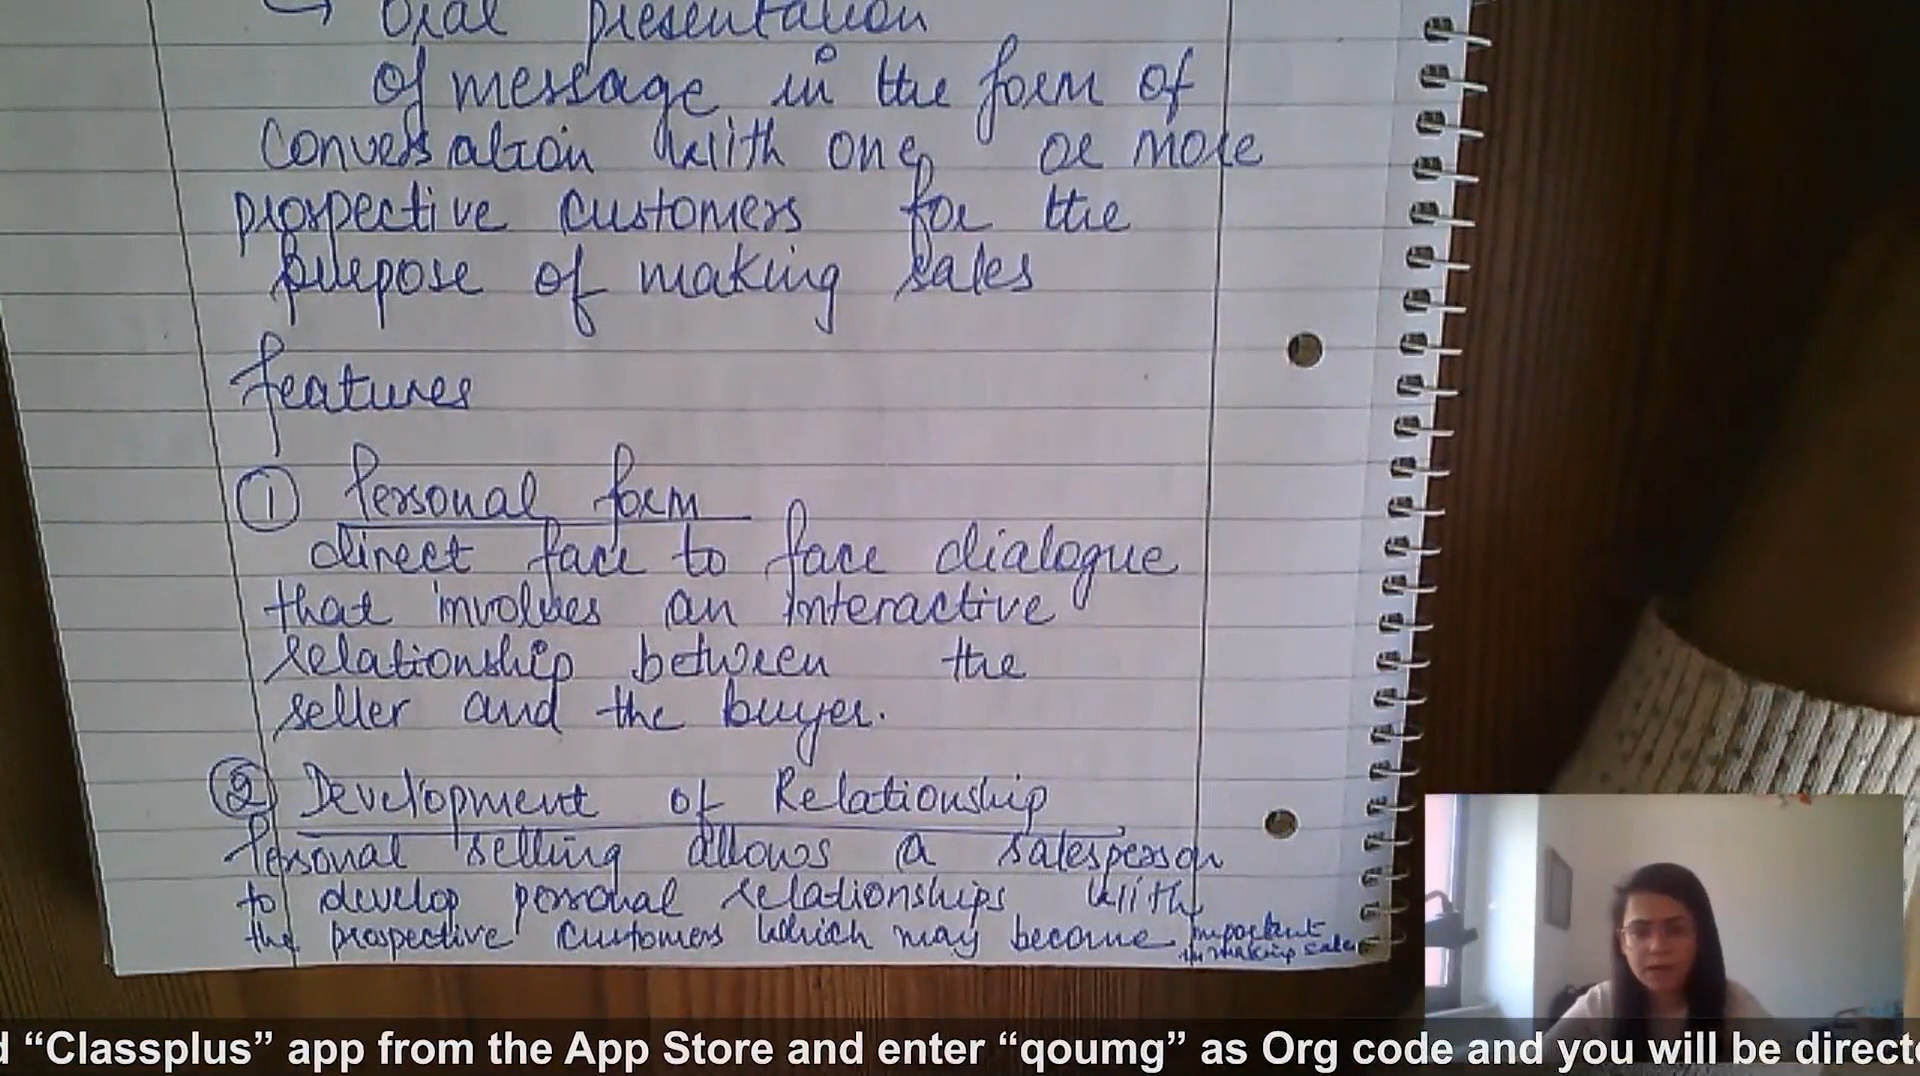 Oral presentation
of message in the form of
conversation with one or more
prospective customers for the
purpose of making sales
features
① Personal form
direct face to face dialogue
that involves an interactive
relationship between the
seller and the buyer.
② Development of Relationship
Personal selling allows a salesperson
to develop personal relationships with
the prospective customers which may become important
in making sales
d “Classplus” app from the App Store and enter “qoumg” as Org code and you will be directe